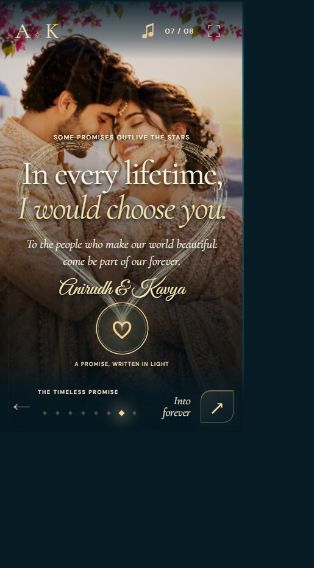 A K
07 / 08
SOME PROMISES OUTLIVE THE STARS
In every lifetime,
I would choose you.
To the people who make our world beautiful:
come be part of our forever.
Anirudh & Kavya
A PROMISE, WRITTEN IN LIGHT
THE TIMELESS PROMISE
Into
forever